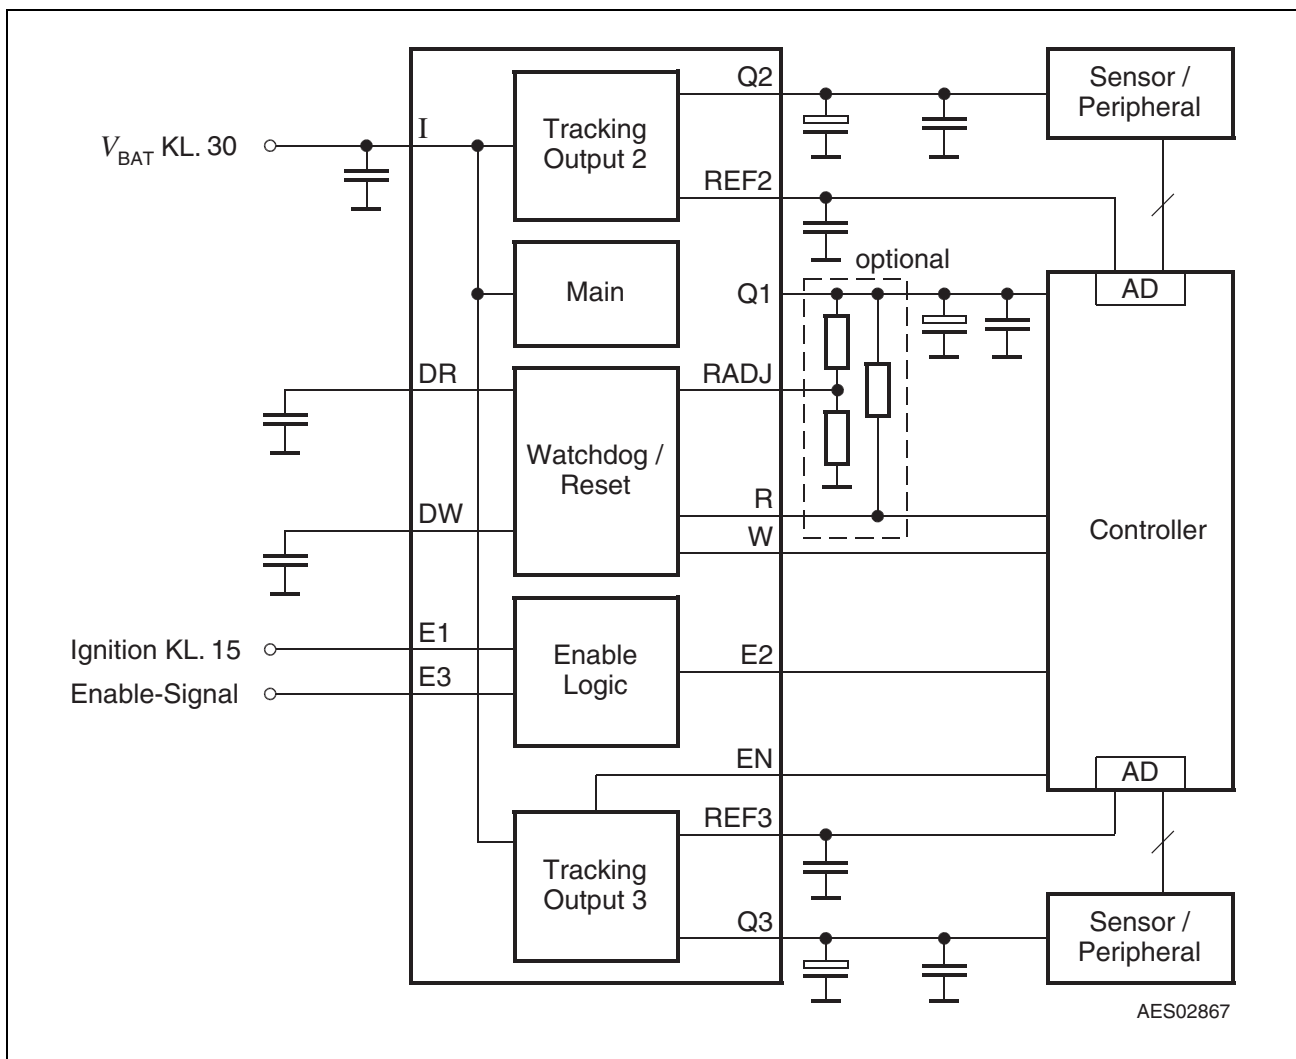 Q2
Sensor /
Peripheral
Tracking
Output 2
I
V_BAT KL. 30
REF2
optional
Main
Q1
AD
DR
RADJ
Watchdog /
Reset
DW
R
W
Controller
Ignition KL. 15
E1
Enable
Logic
E2
Enable-Signal
E3
EN
AD
REF3
Tracking
Output 3
Q3
Sensor /
Peripheral
AES02867